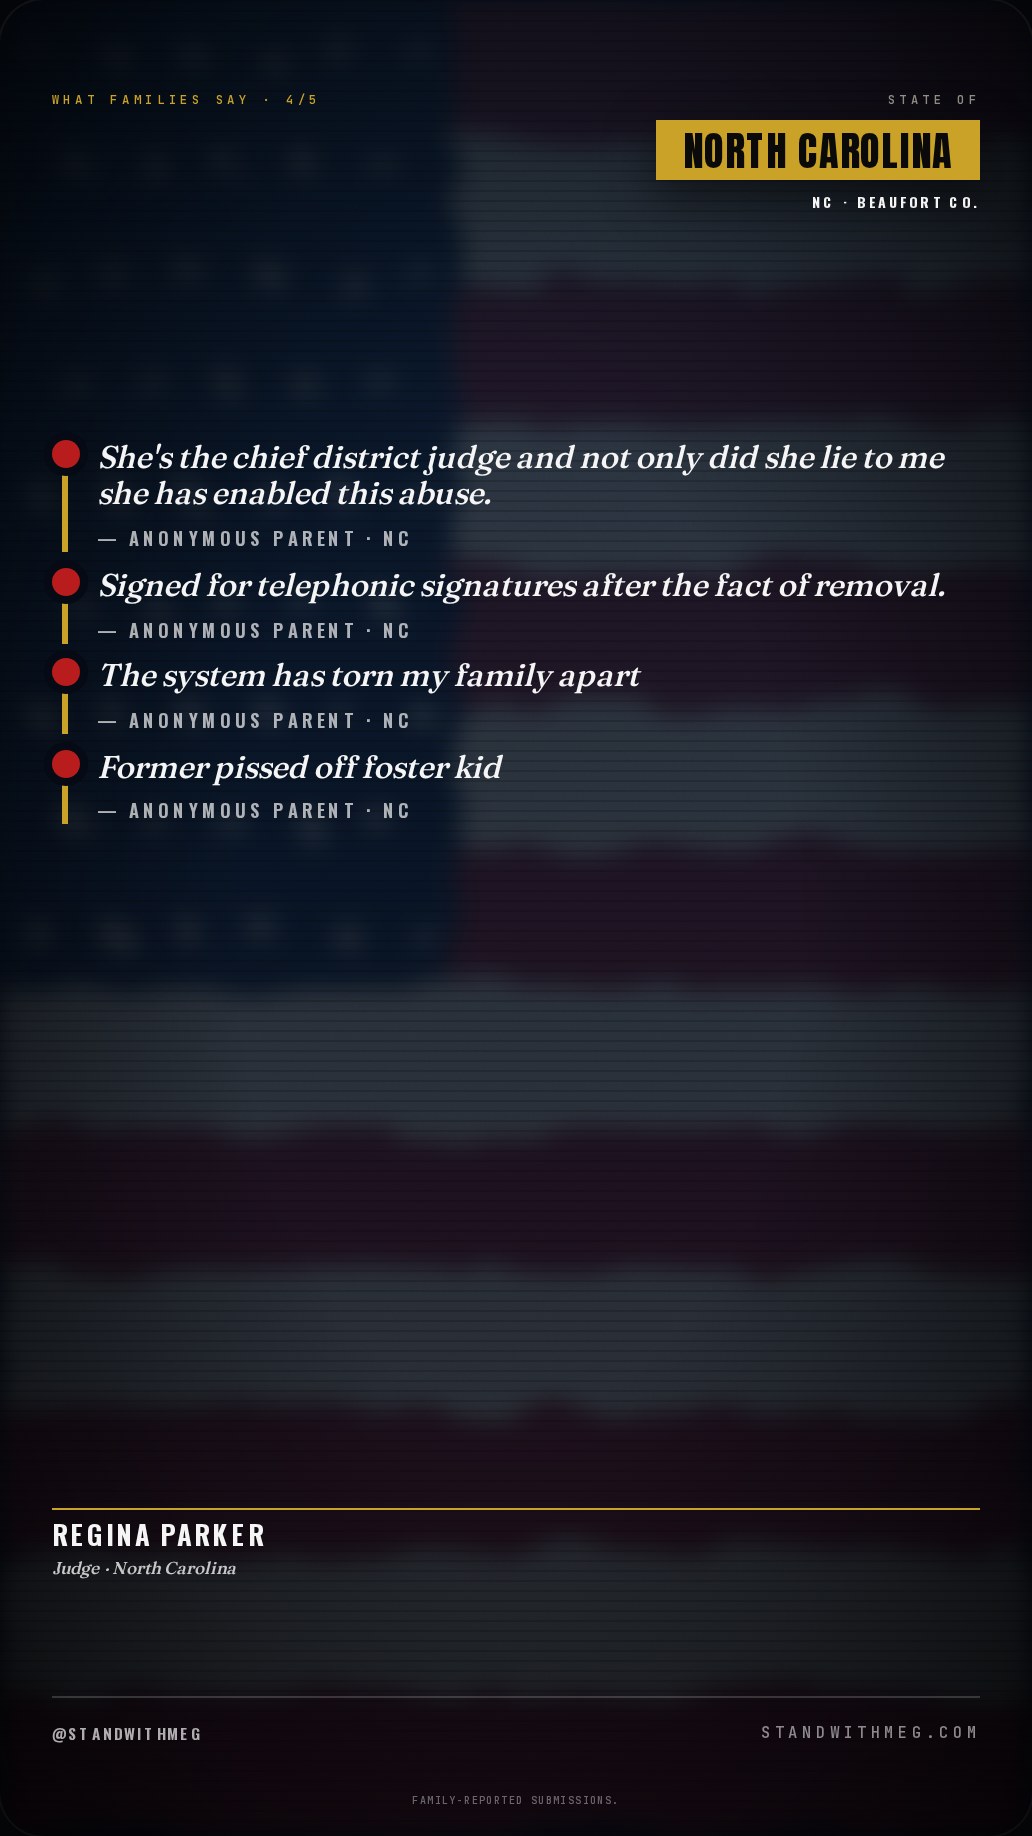 WHAT FAMILIES SAY · 4/5
STATE OF
NORTH CAROLINA
NC · BEAUFORT CO.
She's the chief district judge and not only did she lie to me
she has enabled this abuse.
— ANONYMOUS PARENT · NC
Signed for telephonic signatures after the fact of removal.
— ANONYMOUS PARENT · NC
The system has torn my family apart
— ANONYMOUS PARENT · NC
Former pissed off foster kid
— ANONYMOUS PARENT · NC
REGINA PARKER
Judge · North Carolina
@STANDWITHMEG
STANDWITHMEG.COM
FAMILY-REPORTED SUBMISSIONS.